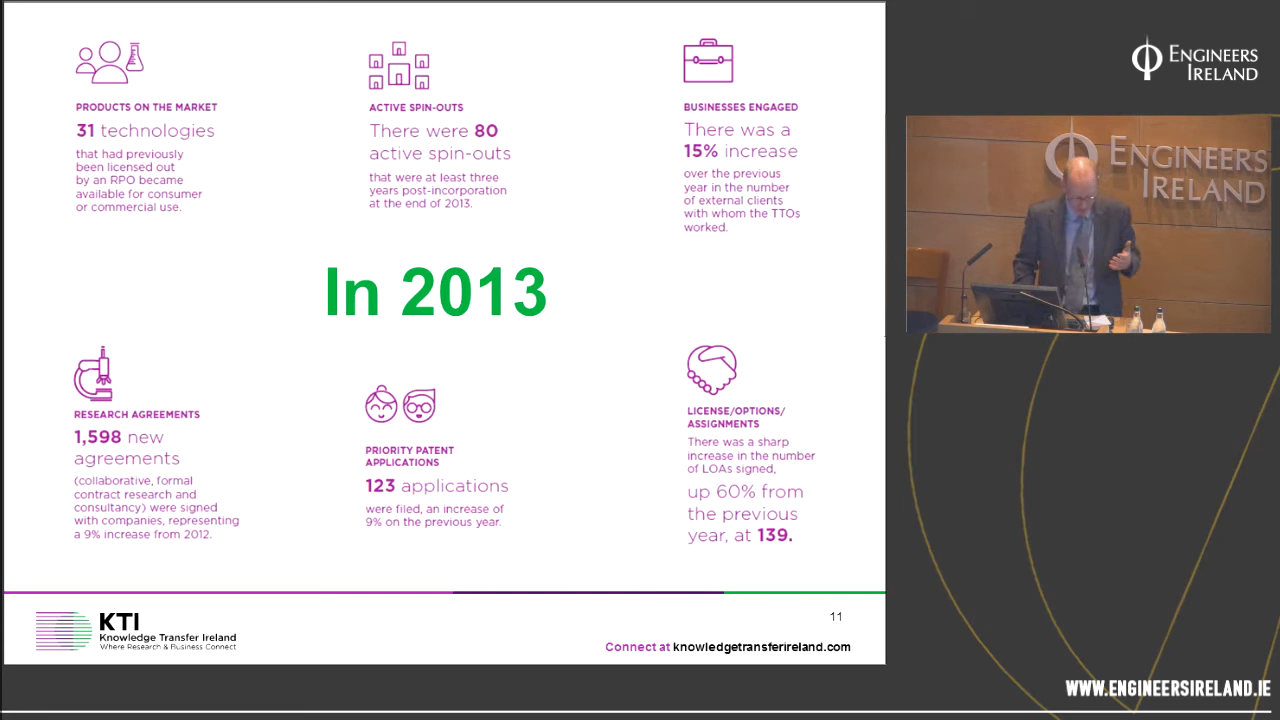 PRODUCTS ON THE MARKET
31 technologies
that had previously
been licensed out
by an RPO became
available for consumer
or commercial use.
ACTIVE SPIN-OUTS
There were 80
active spin-outs
that were at least three
years post-incorporation
at the end of 2013.
BUSINESSES ENGAGED
There was a
15% increase
over the previous
year in the number
of external clients
with whom the TTOs
worked.
In 2013
RESEARCH AGREEMENTS
1,598 new
agreements
(collaborative, formal
contract research and
consultancy) were signed
with companies, representing
a 9% increase from 2012.
PRIORITY PATENT
APPLICATIONS
123 applications
were filed, an increase of
9% on the previous year.
LICENSE/OPTIONS/
ASSIGNMENTS
There was a sharp
increase in the number
of LOAs signed,
up 60% from
the previous
year, at 139.
KTI
Knowledge Transfer Ireland
Where Research & Business Connect
11
Connect at knowledgetransferireland.com
ENGINEERS
IRELAND
ENGINEERS
IRELAND
WWW.ENGINEERSIRELAND.IE